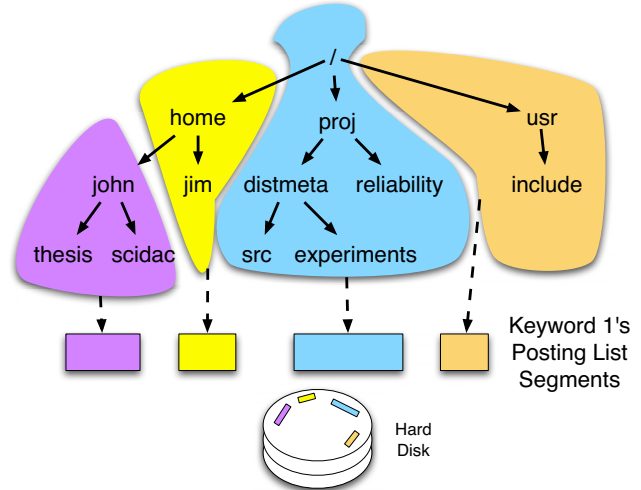 /
home
proj
usr
john
jim
distmeta
reliability
include
thesis
scidac
src
experiments
Keyword 1's
Posting List
Segments
Hard
Disk